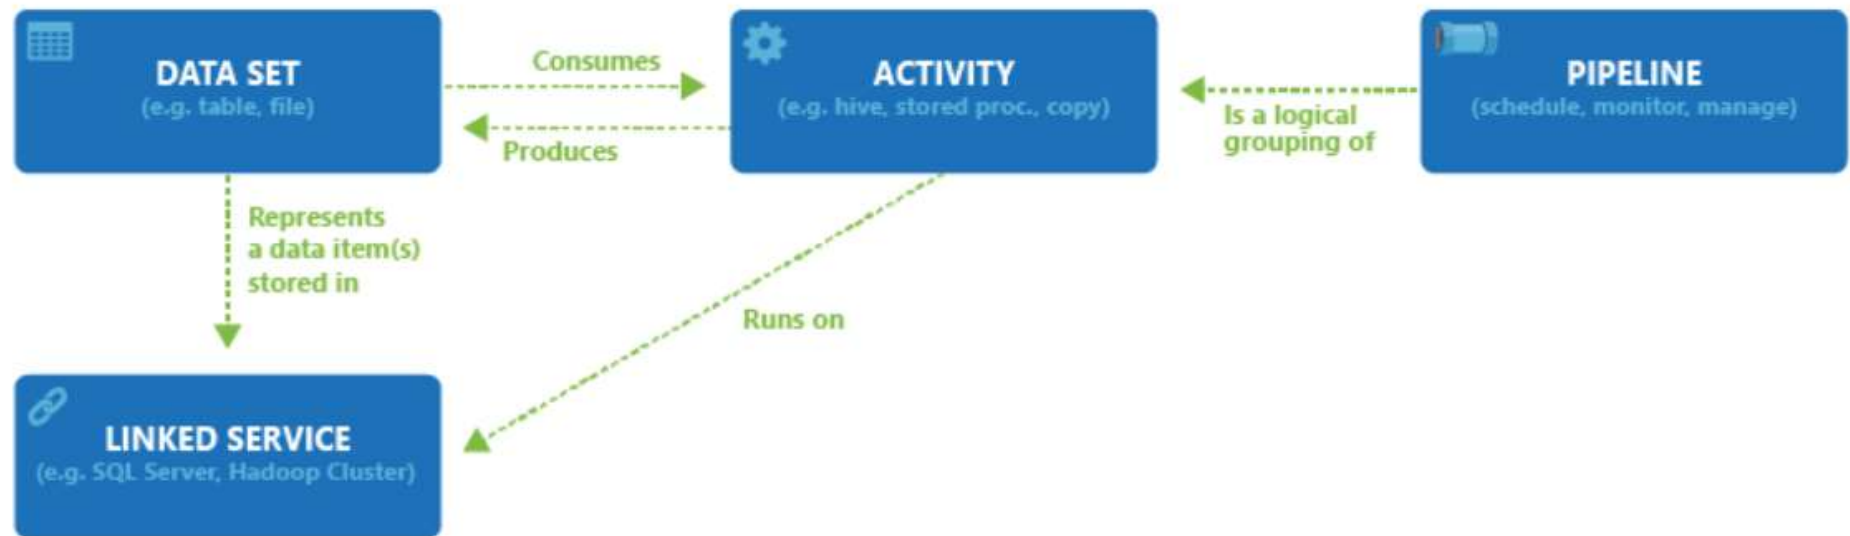 DATA SET
(e.g. table, file)
Consumes
Produces
ACTIVITY
(e.g. hive, stored proc., copy)
Is a logical
grouping of
PIPELINE
(schedule, monitor, manage)
Represents
a data item(s)
stored in
Runs on
LINKED SERVICE
(e.g. SQL Server, Hadoop Cluster)